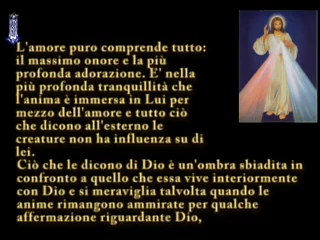 L'amore puro comprende tutto:
il massimo onore e la più
profonda adorazione. E' nella
più profonda tranquillità che
l'anima è immersa in Lui per
mezzo dell'amore e tutto ciò
che dicono all'esterno le
creature non ha influenza su di
lei.
Ciò che le dicono di Dio è un'ombra sbiadita in
confronto a quello che essa vive interiormente
con Dio e si meraviglia talvolta quando le
anime rimangono ammirate per qualche
affermazione riguardante Dio,